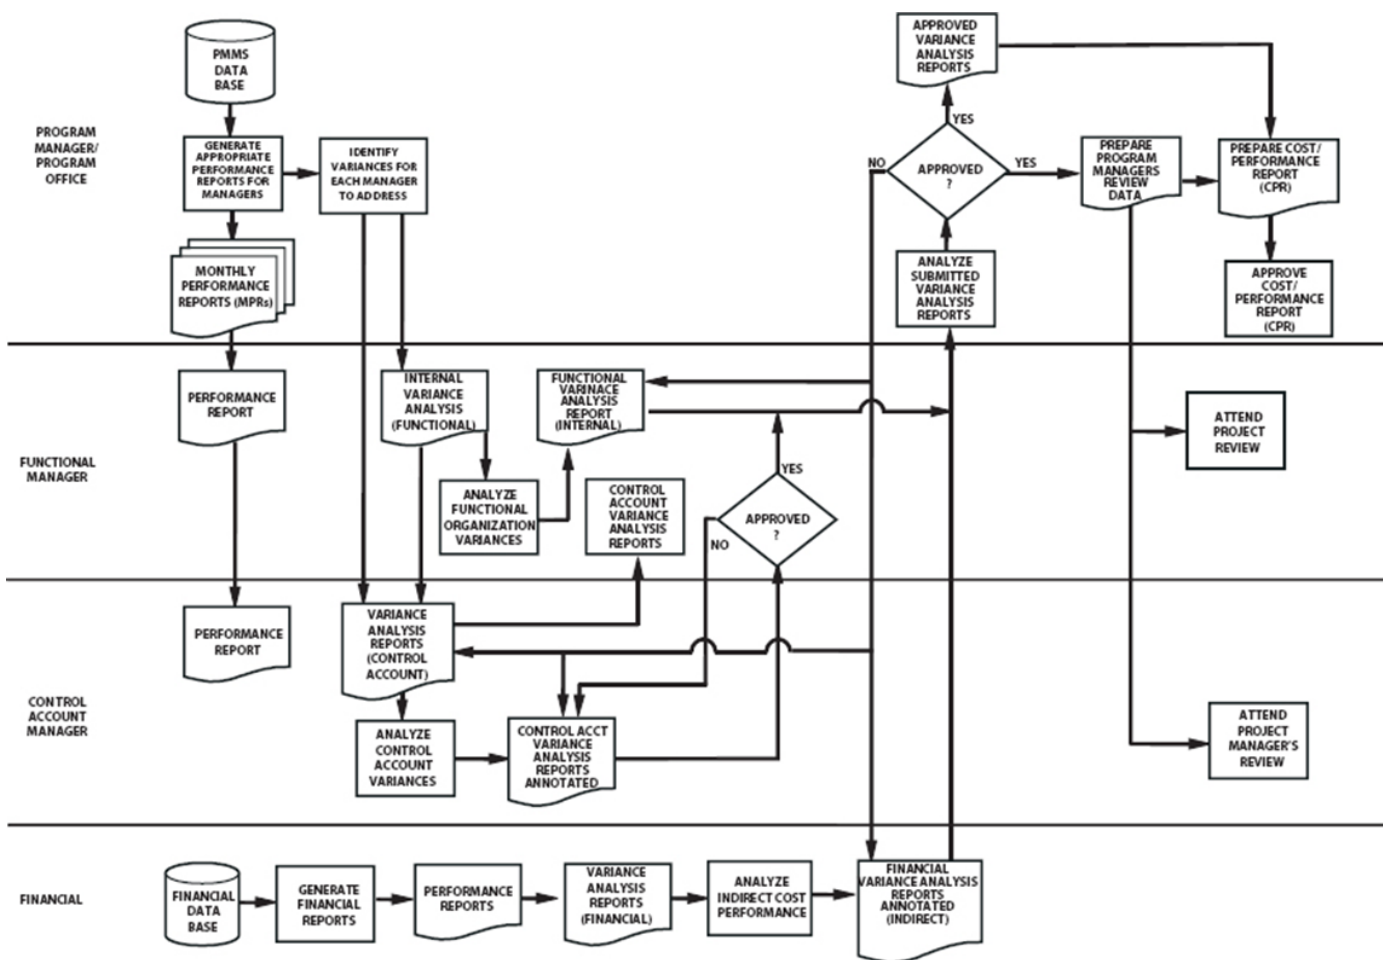 PROGRAM
MANAGER/
PROGRAM
OFFICE
PMMS
DATA
BASE
GENERATE
APPROPRIATE
PERFORMANCE
REPORTS FOR
MANAGERS
IDENTIFY
VARIANCES FOR
EACH MANAGER
TO ADDRESS
MONTHLY
PERFORMANCE
REPORTS (MPRs)
APPROVED
VARIANCE
ANALYSIS
REPORTS
YES
NO
APPROVED
?
YES
ANALYZE
SUBMITTED
VARIANCE
ANALYSIS
REPORTS
PREPARE
PROGRAM
MANAGERS
REVIEW
DATA
PREPARE COST/
PERFORMANCE
REPORT
(CPR)
APPROVE
COST/
PERFORMANCE
REPORT
(CPR)
FUNCTIONAL
MANAGER
PERFORMANCE
REPORT
INTERNAL
VARIANCE
ANALYSIS
(FUNCTIONAL)
ANALYZE
FUNCTIONAL
ORGANIZATION
VARIANCES
FUNCTIONAL
VARINACE
ANALYSIS
REPORT
(INTERNAL)
CONTROL
ACCOUNT
VARIANCE
ANALYSIS
REPORTS
YES
APPROVED
?
NO
ATTEND
PROJECT
REVIEW
CONTROL
ACCOUNT
MANAGER
PERFORMANCE
REPORT
VARIANCE
ANALYSIS
REPORTS
(CONTROL
ACCOUNT)
ANALYZE
CONTROL
ACCOUNT
VARIANCES
CONTROL ACCT
VARIANCE
ANALYSIS
REPORTS
ANNOTATED
ATTEND
PROJECT
MANAGER'S
REVIEW
FINANCIAL
FINANCIAL
DATA
BASE
GENERATE
FINANCIAL
REPORTS
PERFORMANCE
REPORTS
VARIANCE
ANALYSIS
REPORTS
(FINANCIAL)
ANALYZE
INDIRECT COST
PERFORMANCE
FINANCIAL
VARIANCE ANALYSIS
REPORTS
ANNOTATED
(INDIRECT)